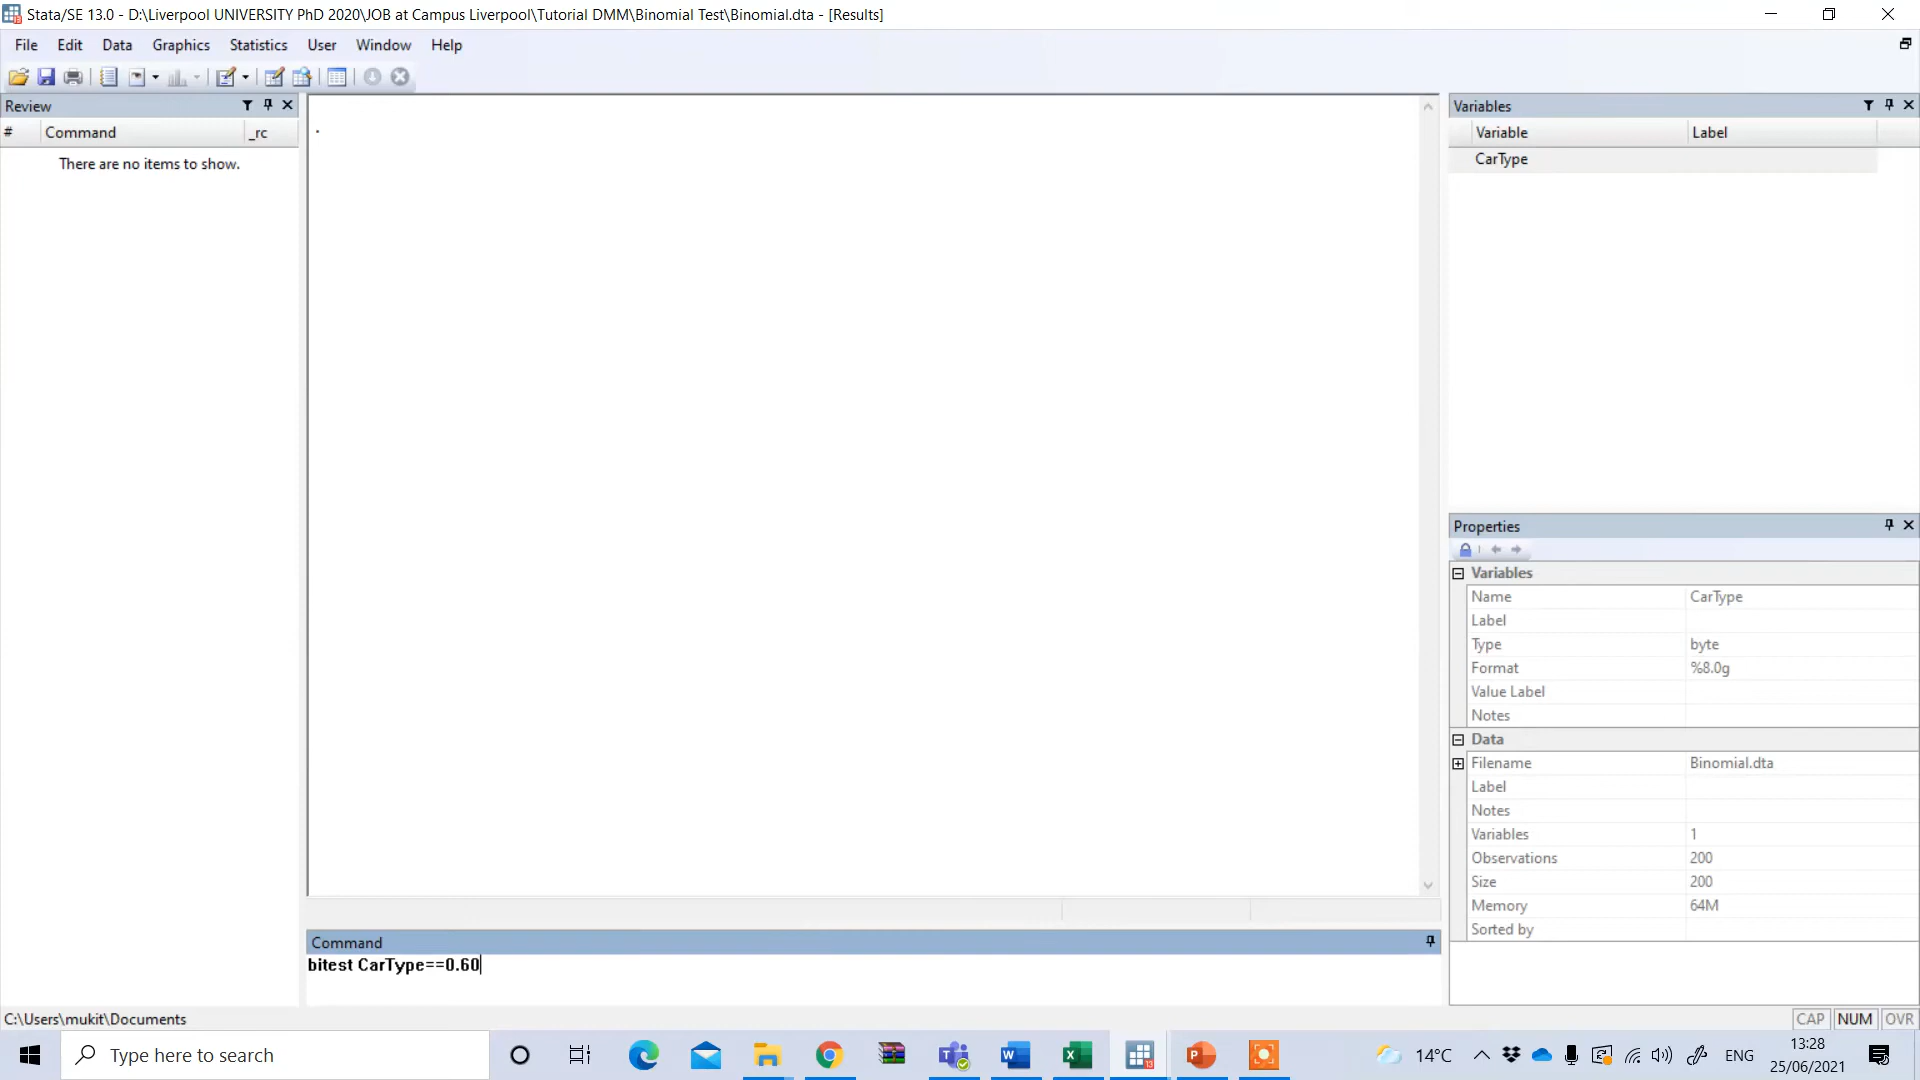 Stata/SE 13.0 - D:\Liverpool UNIVERSITY PhD 2020\JOB at Campus Liverpool\Tutorial DMM\Binomial Test\Binomial.dta - [Results]
File Edit Data Graphics Statistics User Window Help
Review
# Command _rc
There are no items to show.
.
Variables
Variable Label
CarType
Properties
Variables
Name CarType
Label
Type byte
Format %8.0g
Value Label
Notes
Data
Filename Binomial.dta
Label
Notes
Variables 1
Observations 200
Size 200
Memory 64M
Sorted by
Command
bitest CarType==0.60
C:\Users\mukit\Documents
CAP NUM OVR
Type here to search
14°C
ENG
13:28
25/06/2021